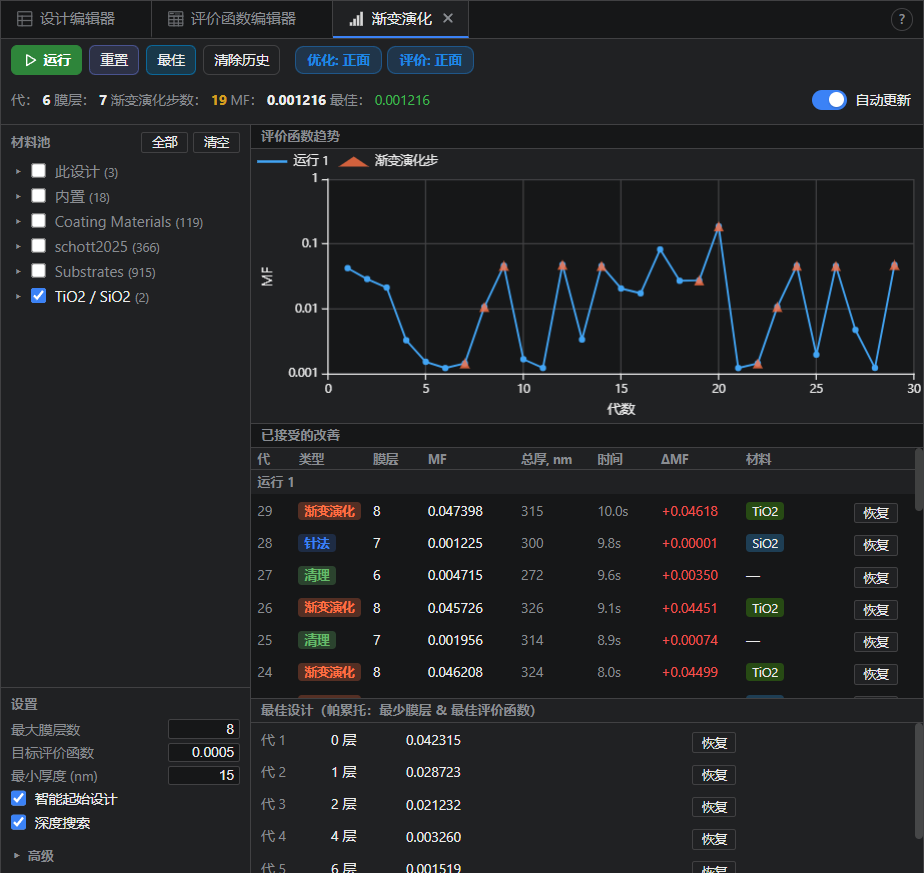 设计编辑器 评价函数编辑器 渐变演化 ✕ ?
运行 重置 最佳 清除历史 优化: 正面 评价: 正面
代: 6 膜层: 7 渐变演化步数: 19 MF: 0.001216 最佳: 0.001216 自动更新
材料池 全部 清空
此设计 (3)
内置 (18)
Coating Materials (119)
schott2025 (366)
Substrates (915)
TiO2 / SiO2 (2)
设置
最大膜层数 8
目标评价函数 0.0005
最小厚度 (nm) 15
智能起始设计
深度搜索
高级
评价函数趋势
运行 1 渐变演化步
1
0.1
0.01
0.001
MF
0 5 10 15 20 25 30
代数
已接受的改善
代 类型 膜层 MF 总厚, nm 时间 ΔMF 材料
运行 1
29 渐变演化 8 0.047398 315 10.0s +0.04618 TiO2 恢复
28 针法 7 0.001225 300 9.8s +0.00001 SiO2 恢复
27 清理 6 0.004715 272 9.6s +0.00350 — 恢复
26 渐变演化 8 0.045726 326 9.1s +0.04451 TiO2 恢复
25 清理 7 0.001956 314 8.9s +0.00074 — 恢复
24 渐变演化 8 0.046208 324 8.0s +0.04499 TiO2 恢复
最佳设计（帕累托：最少膜层 & 最佳评价函数）
代 1 0 层 0.042315 恢复
代 2 1 层 0.028723 恢复
代 3 2 层 0.021232 恢复
代 4 4 层 0.003260 恢复
代 5 6 层 0.001519 恢复